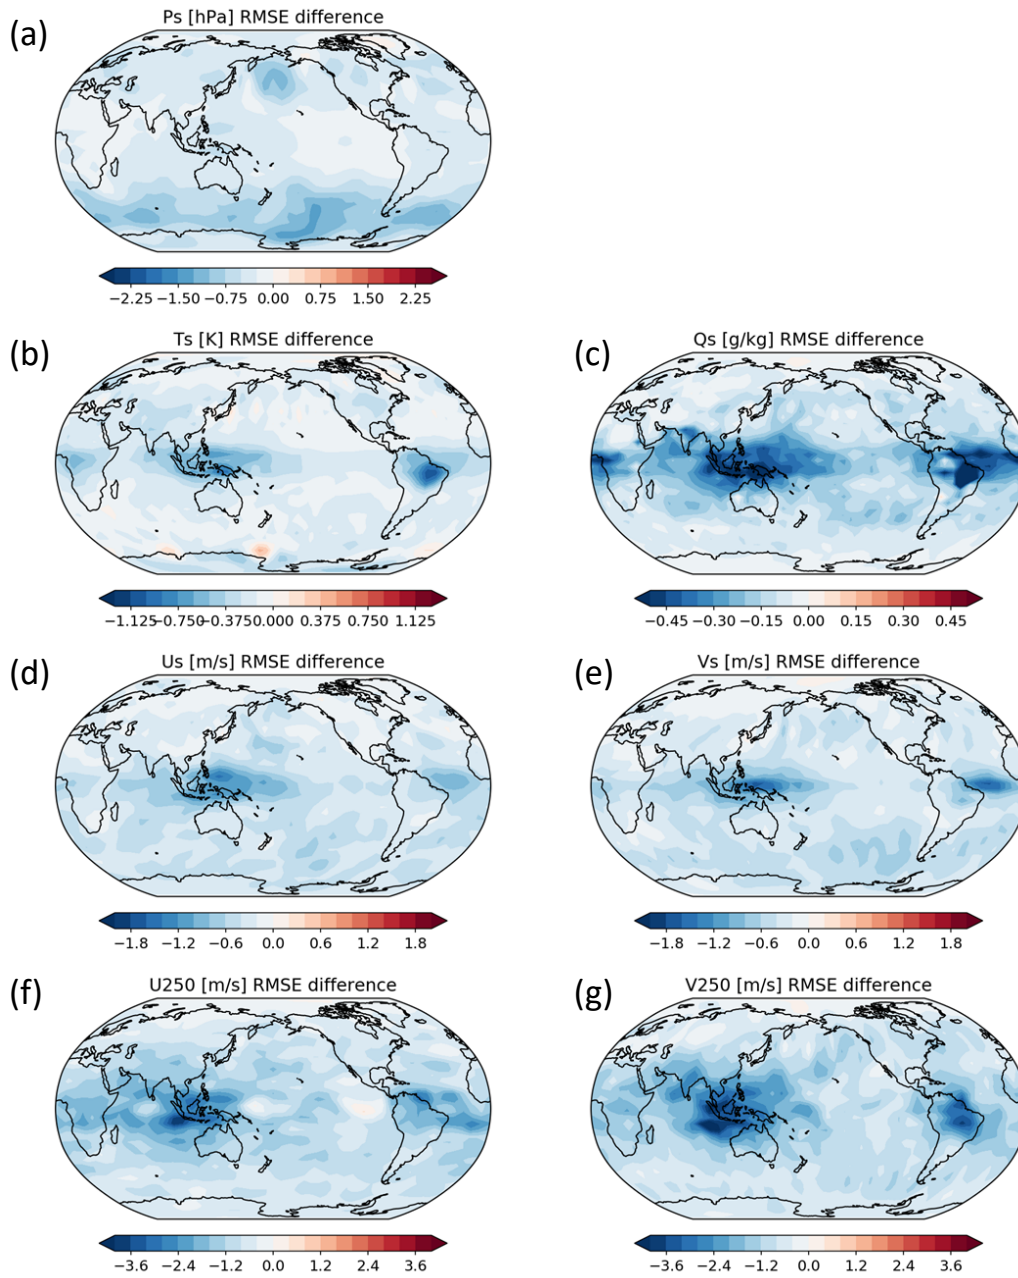 (a)
Ps [hPa] RMSE difference
−2.25 −1.50 −0.75 0.00 0.75 1.50 2.25
(b)
Ts [K] RMSE difference
−1.125 −0.750 −0.375 0.000 0.375 0.750 1.125
(c)
Qs [g/kg] RMSE difference
−0.45 −0.30 −0.15 0.00 0.15 0.30 0.45
(d)
Us [m/s] RMSE difference
−1.8 −1.2 −0.6 0.0 0.6 1.2 1.8
(e)
Vs [m/s] RMSE difference
−1.8 −1.2 −0.6 0.0 0.6 1.2 1.8
(f)
U250 [m/s] RMSE difference
−3.6 −2.4 −1.2 0.0 1.2 2.4 3.6
(g)
V250 [m/s] RMSE difference
−3.6 −2.4 −1.2 0.0 1.2 2.4 3.6